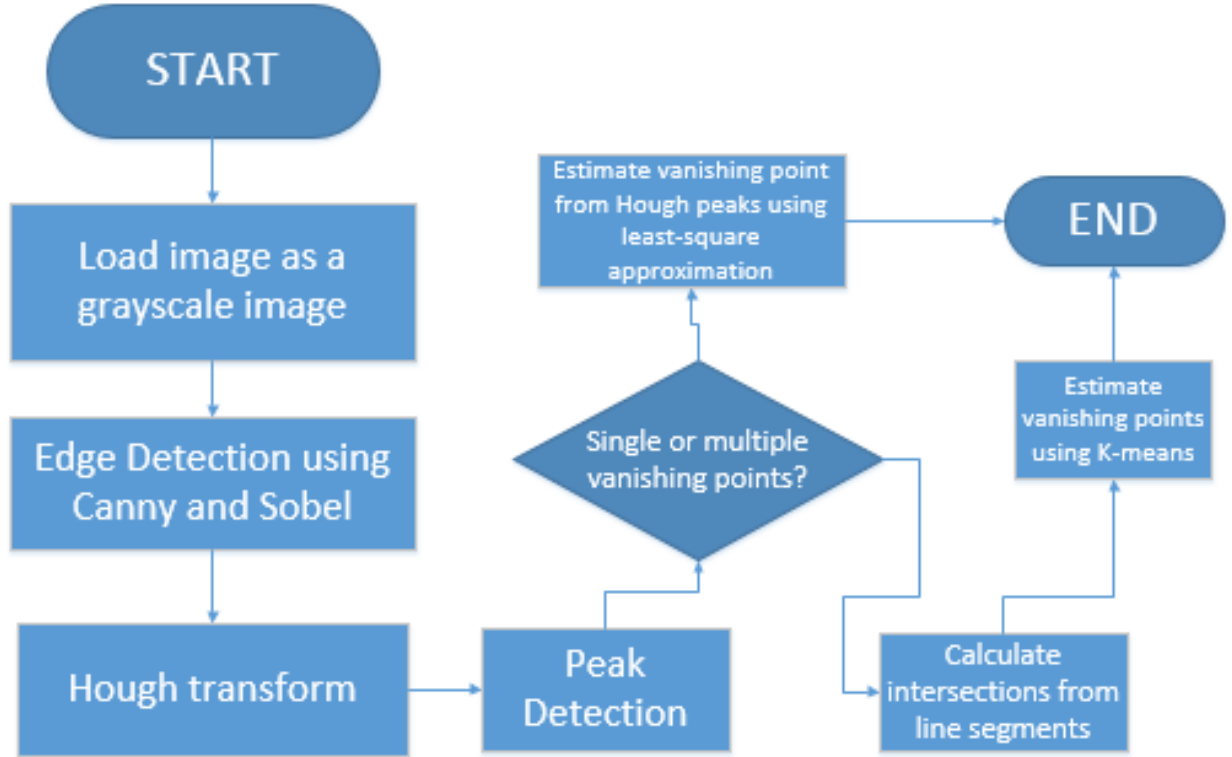 START
Load image as a
grayscale image
Edge Detection using
Canny and Sobel
Hough transform
Peak
Detection
Single or multiple
vanishing points?
Estimate vanishing point
from Hough peaks using
least-square
approximation
Calculate
intersections from
line segments
Estimate
vanishing points
using K-means
END